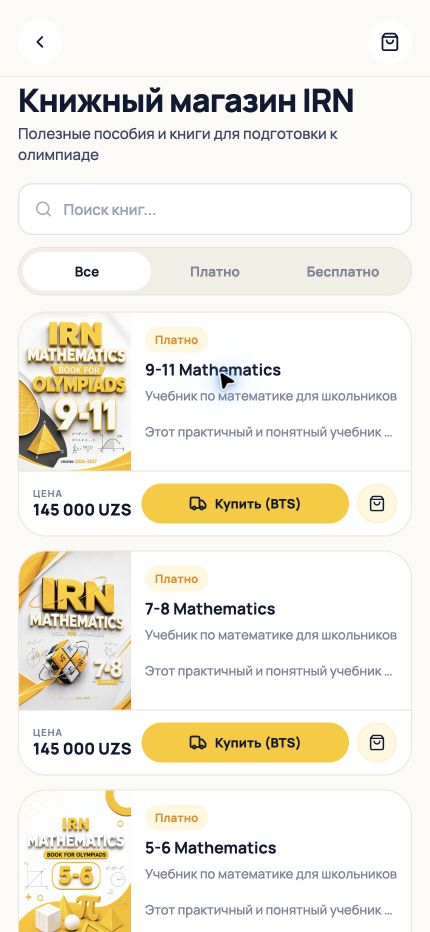 Книжный магазин IRN
Полезные пособия и книги для подготовки к
олимпиаде
Поиск книг...
Все
Платно
Бесплатно
IRN
MATHEMATICS
BOOK FOR
OLYMPIADS
9-11
Платно
9-11 Mathematics
Учебник по математике для школьников
Этот практичный и понятный учебник ...
ЦЕНА
145 000 UZS
Купить (BTS)
IRN
MATHEMATICS
7-8
Платно
7-8 Mathematics
Учебник по математике для школьников
Этот практичный и понятный учебник ...
ЦЕНА
145 000 UZS
Купить (BTS)
IRN
MATHEMATICS
BOOK FOR OLYMPIADS
5-6
Платно
5-6 Mathematics
Учебник по математике для школьников
Этот практичный и понятный учебник ...